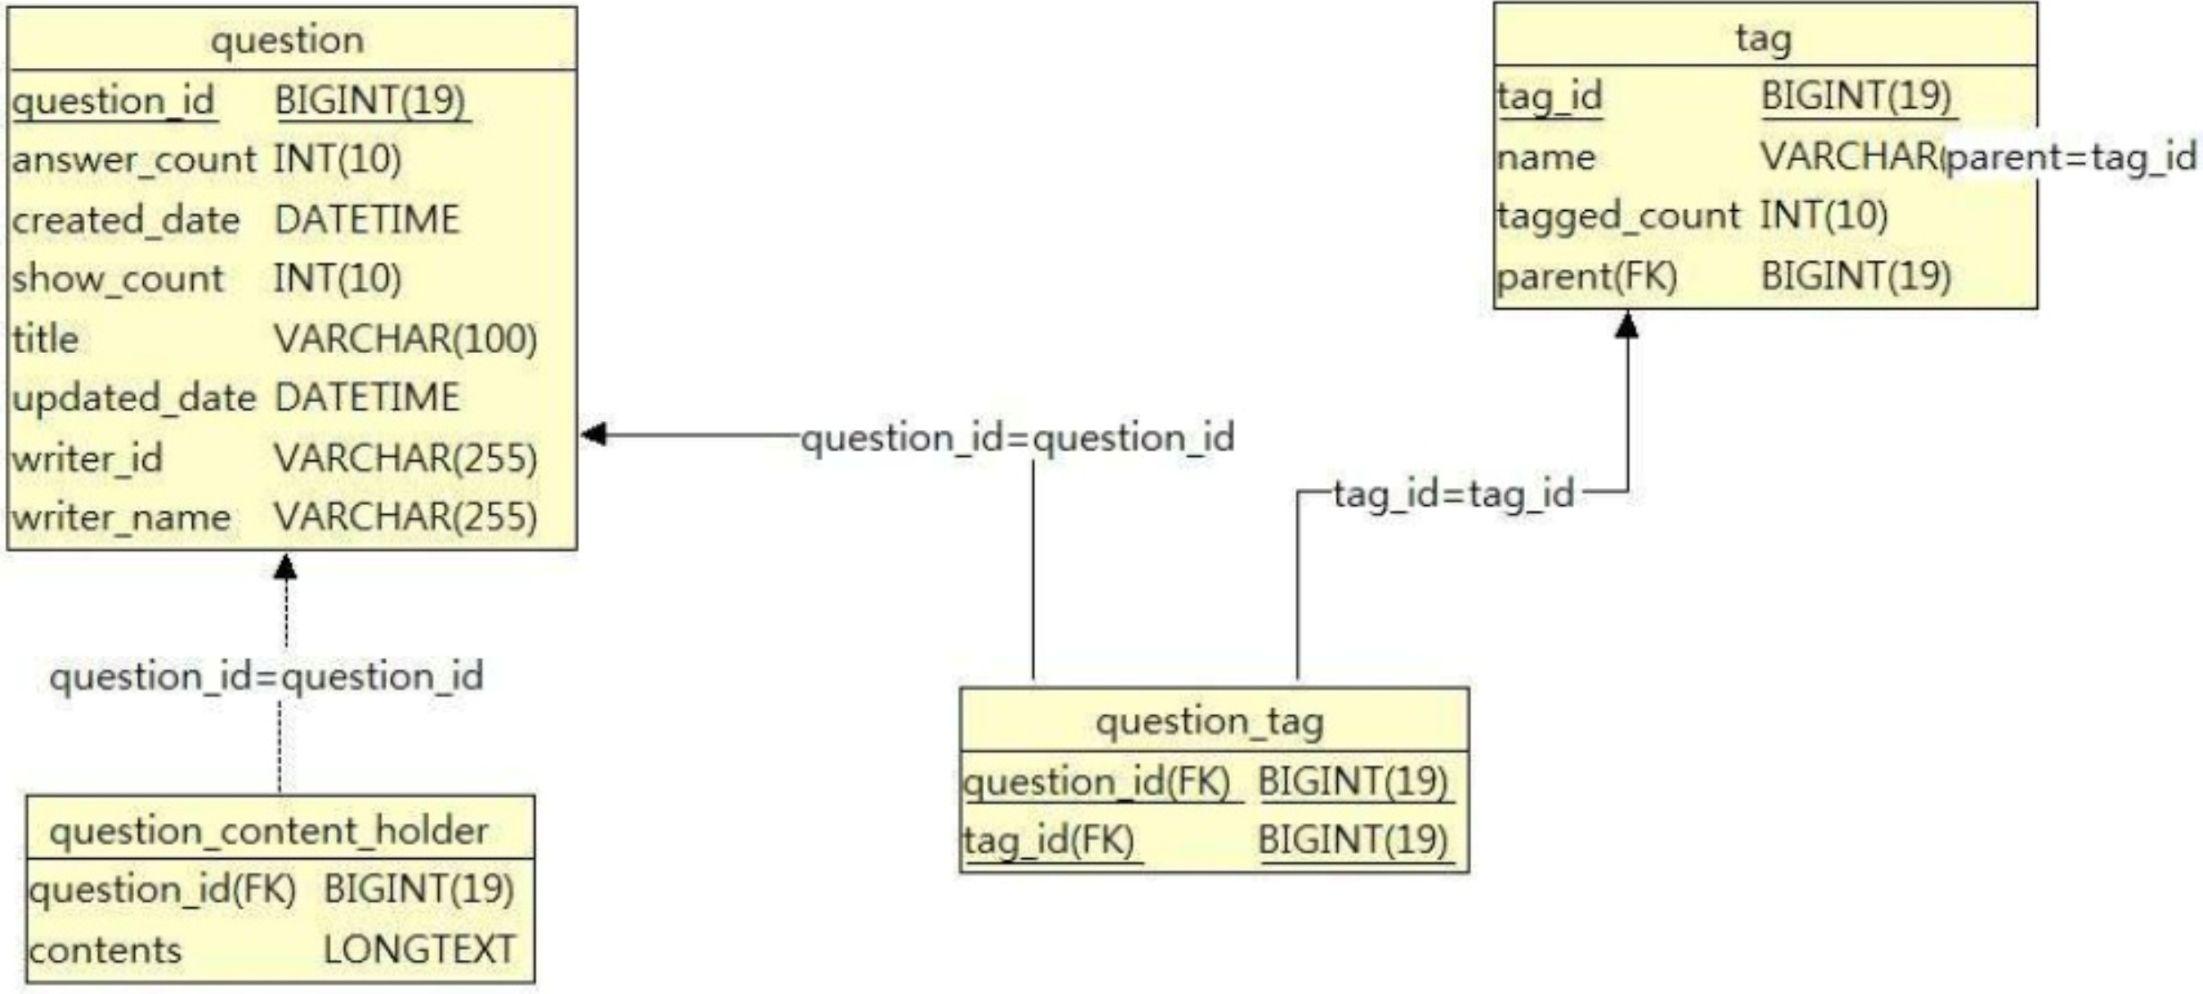 question
question_id BIGINT(19)
answer_count INT(10)
created_date DATETIME
show_count INT(10)
title VARCHAR(100)
updated_date DATETIME
writer_id VARCHAR(255)
writer_name VARCHAR(255)
tag
tag_id BIGINT(19)
name VARCHAR(
parent=tag_id
tagged_count INT(10)
parent(FK) BIGINT(19)
question_id=question_id
tag_id=tag_id
question_id=question_id
question_tag
question_id(FK) BIGINT(19)
tag_id(FK) BIGINT(19)
question_content_holder
question_id(FK) BIGINT(19)
contents LONGTEXT